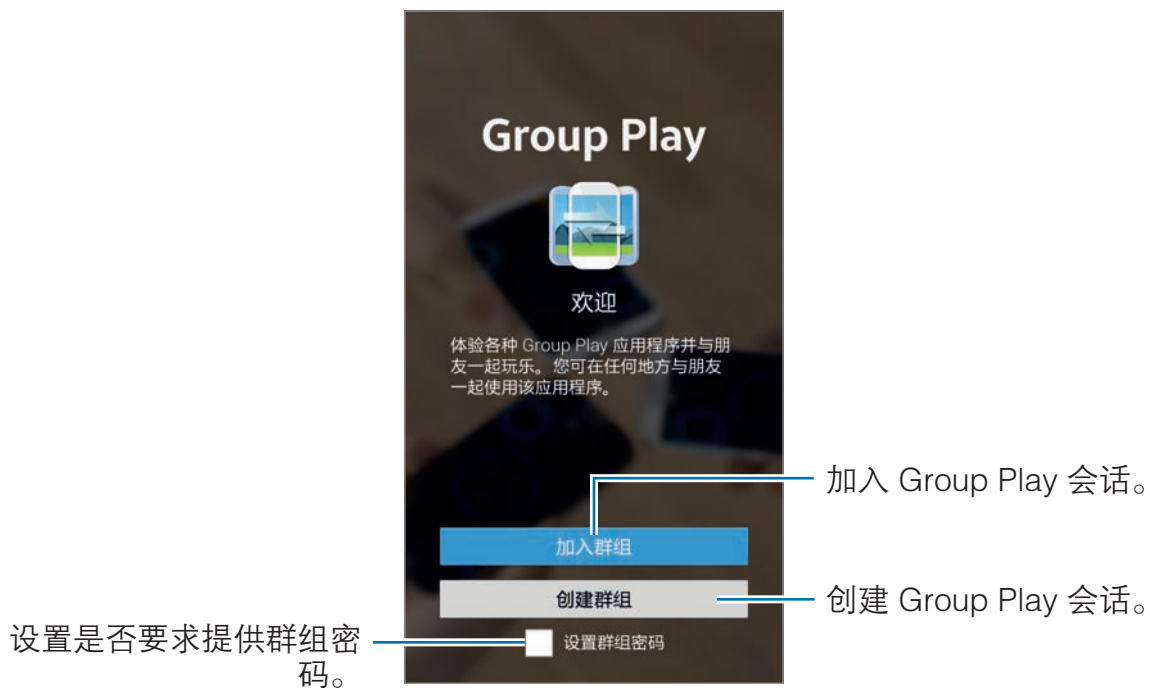 Group Play
欢迎
体验各种 Group Play 应用程序并与朋
友一起玩乐。您可在任何地方与朋友
一起使用该应用程序。
加入 Group Play 会话。
加入群组
创建群组
创建 Group Play 会话。
设置是否要求提供群组密
码。
设置群组密码